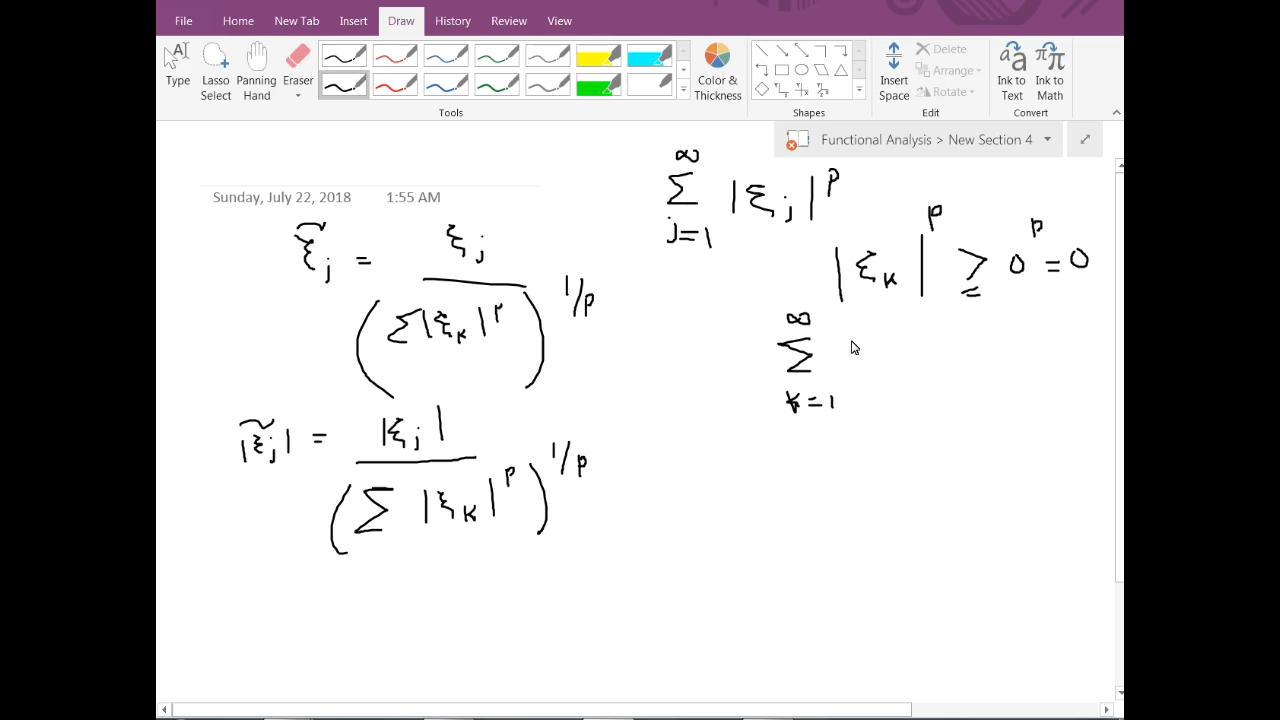 File Home New Tab Insert Draw History Review View
Type Lasso Select Panning Hand Eraser Color & Thickness Insert Space Delete Arrange Rotate Ink to Text Ink to Math
Tools Shapes Edit Convert
Functional Analysis > New Section 4
Sunday, July 22, 2018 1:55 AM
ξ̃_j = ξ_j / (Σ|ξ_k|^p)^{1/p}
|ξ̃_j| = |ξ_j| / (Σ |ξ_k|^p)^{1/p}
Σ_{j=1}^{∞} |ξ_j|^p
|ξ_k|^p ≥ 0^p = 0
Σ_{k=1}^{∞}